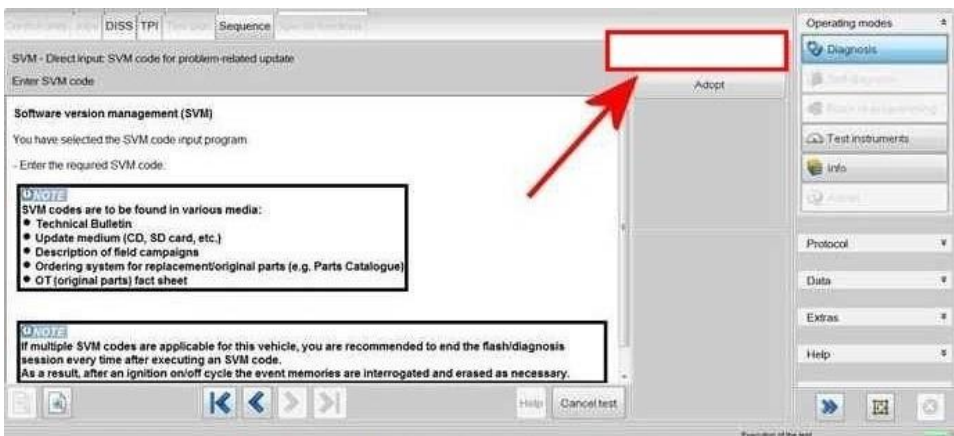 DISS
TPI
Sequence
Operating modes
SVM - Direct input: SVM code for problem-related update
Diagnosis
Enter SVM code
Adopt
Software version management (SVM)
You have selected the SVM code input program
Test instruments
- Enter the required SVM code:
Info
NOTE
SVM codes are to be found in various media:
• Technical Bulletin
• Update medium (CD, SD card, etc.)
• Description of field campaigns
• Ordering system for replacement/original parts (e.g. Parts Catalogue)
• OT (original parts) fact sheet
Protocol
Data
Extras
NOTE
If multiple SVM codes are applicable for this vehicle, you are recommended to end the flash/diagnosis
session every time after executing an SVM code.
As a result, after an ignition on/off cycle the event memories are interrogated and erased as necessary.
Help
Help
Cancel test
Execution of the test